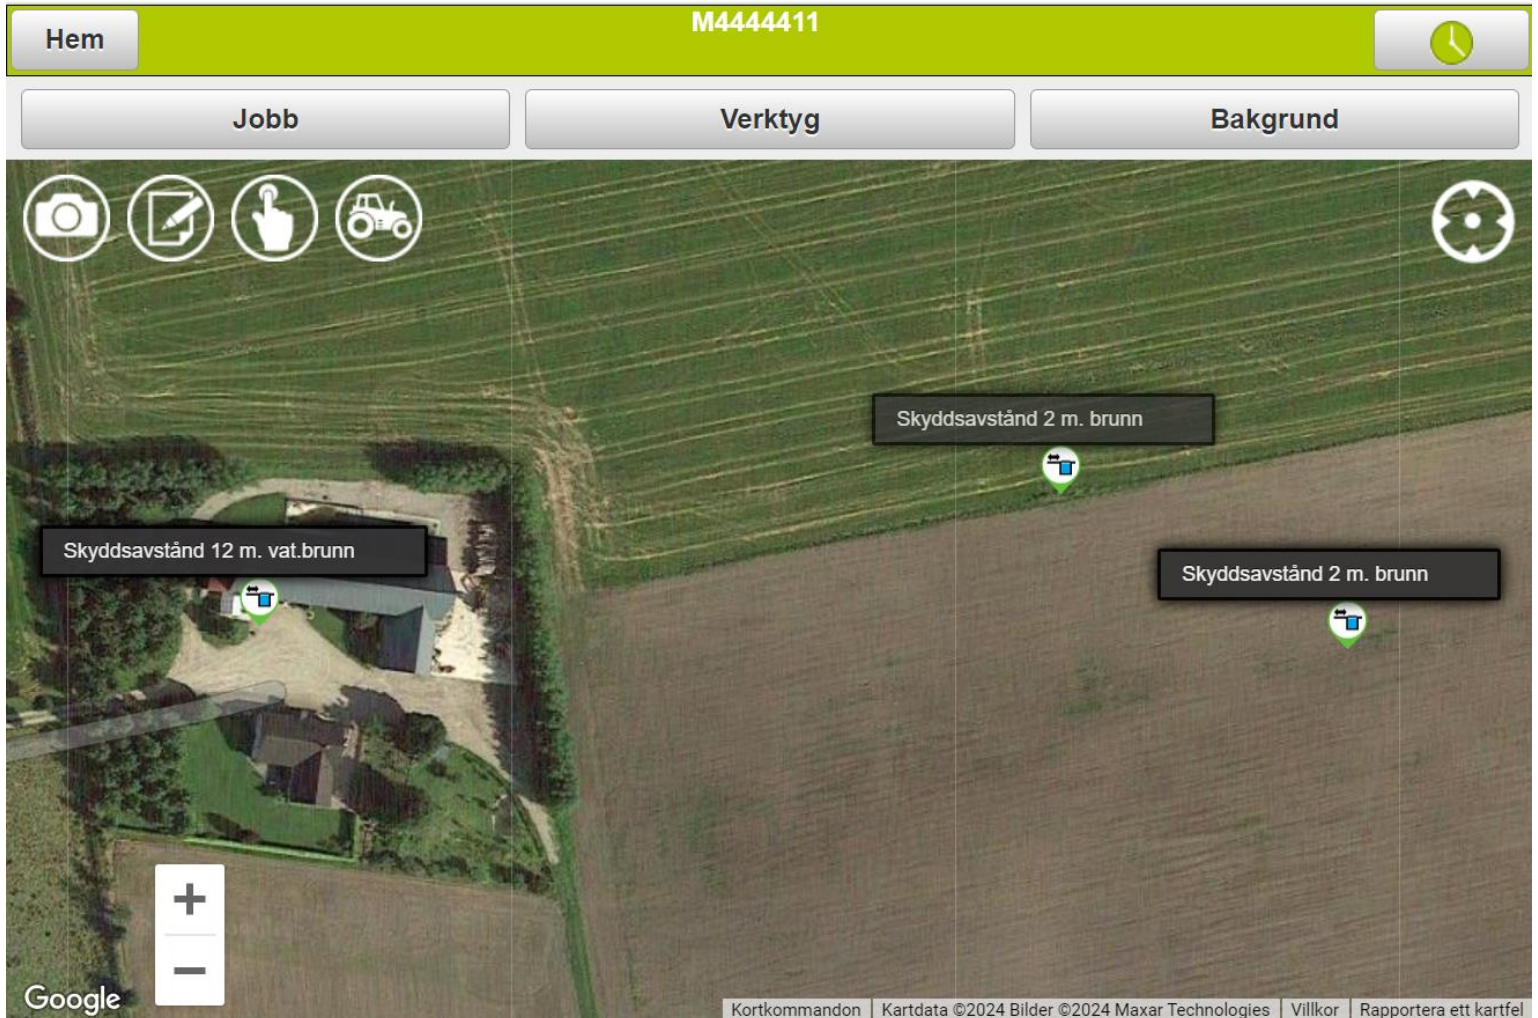 Hem
M4444411
Jobb
Verktyg
Bakgrund
Skyddsavstånd 2 m. brunn
Skyddsavstånd 12 m. vat.brunn
Skyddsavstånd 2 m. brunn
+
−
Google
Kortkommandon
Kartdata ©2024 Bilder ©2024 Maxar Technologies
Villkor
Rapportera ett kartfel